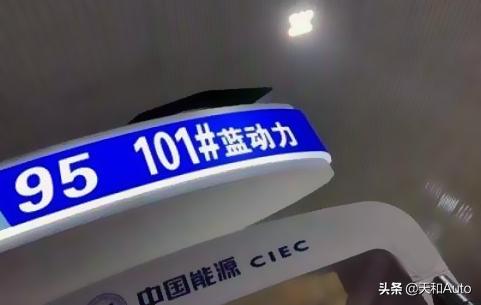 95 101#蓝动力
中国能源 CIEC
头条 @天和Auto